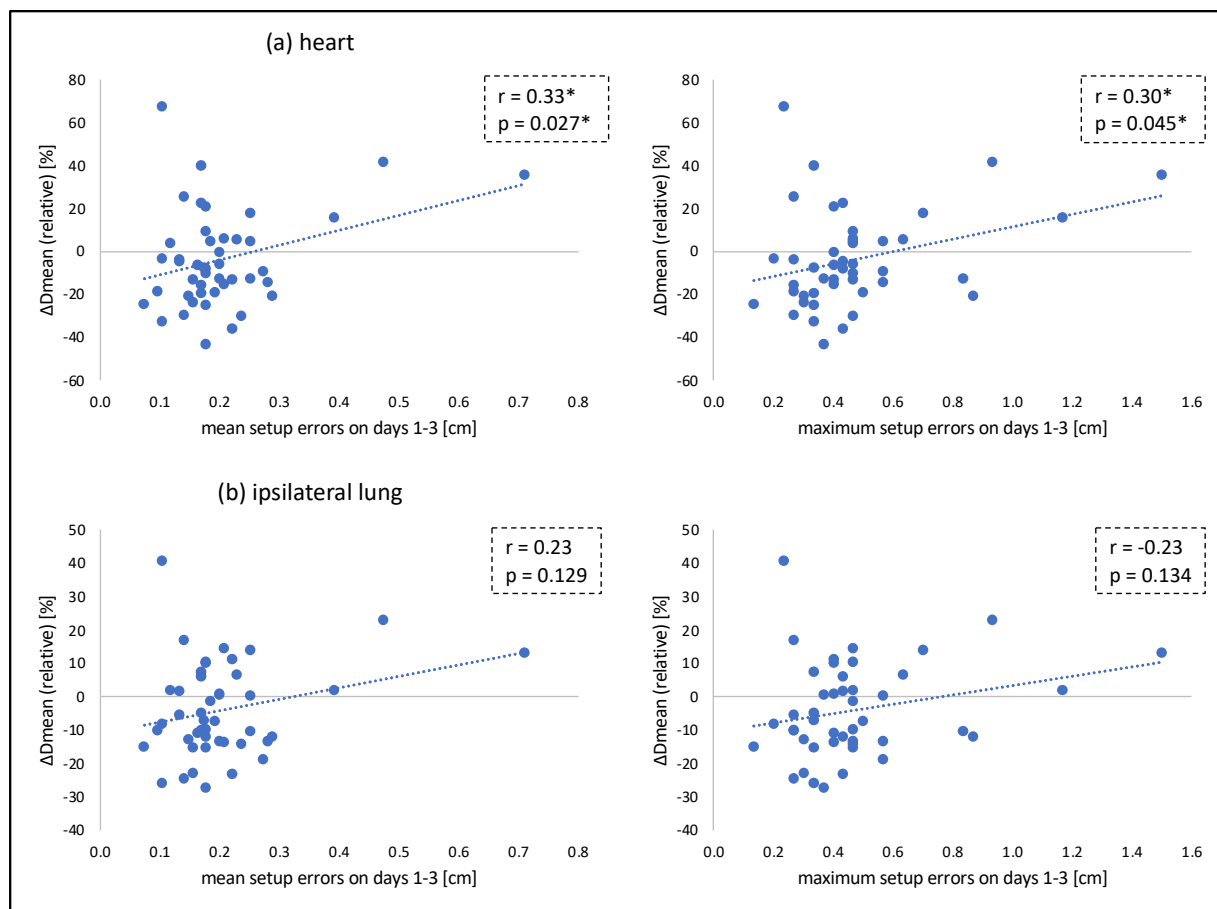 (a) heart
r = 0.33*
p = 0.027*
80
60
40
20
0
-20
-40
-60
ΔDmean (relative) [%]
0.0 0.1 0.2 0.3 0.4 0.5 0.6 0.7 0.8
mean setup errors on days 1-3 [cm]
r = 0.30*
p = 0.045*
80
60
40
20
0
-20
-40
-60
ΔDmean (relative) [%]
0.0 0.2 0.4 0.6 0.8 1.0 1.2 1.4 1.6
maximum setup errors on days 1-3 [cm]
(b) ipsilateral lung
r = 0.23
p = 0.129
50
40
30
20
10
0
-10
-20
-30
-40
ΔDmean (relative) [%]
0.0 0.1 0.2 0.3 0.4 0.5 0.6 0.7 0.8
mean setup errors on days 1-3 [cm]
r = -0.23
p = 0.134
50
40
30
20
10
0
-10
-20
-30
-40
ΔDmean (relative) [%]
0.0 0.2 0.4 0.6 0.8 1.0 1.2 1.4 1.6
maximum setup errors on days 1-3 [cm]